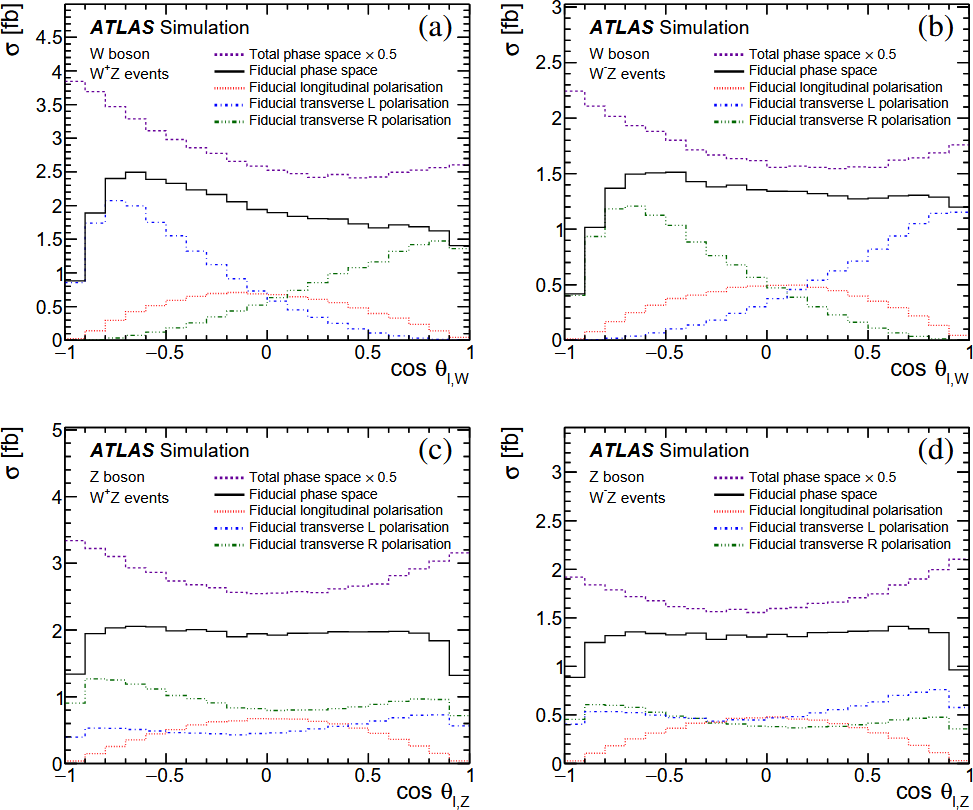 σ [fb]
ATLAS Simulation
(a)
W boson
W⁺Z events
Total phase space × 0.5
Fiducial phase space
Fiducial longitudinal polarisation
Fiducial transverse L polarisation
Fiducial transverse R polarisation
4.5
4
3.5
3
2.5
2
1.5
1
0.5
0
−1 −0.5 0 0.5 1
cos θl,W
σ [fb]
ATLAS Simulation
(b)
W boson
W⁻Z events
Total phase space × 0.5
Fiducial phase space
Fiducial longitudinal polarisation
Fiducial transverse L polarisation
Fiducial transverse R polarisation
3
2.5
2
1.5
1
0.5
0
−1 −0.5 0 0.5 1
cos θl,W
σ [fb]
ATLAS Simulation
(c)
Z boson
W⁺Z events
Total phase space × 0.5
Fiducial phase space
Fiducial longitudinal polarisation
Fiducial transverse L polarisation
Fiducial transverse R polarisation
5
4
3
2
1
0
−1 −0.5 0 0.5 1
cos θl,Z
σ [fb]
ATLAS Simulation
(d)
Z boson
W⁻Z events
Total phase space × 0.5
Fiducial phase space
Fiducial longitudinal polarisation
Fiducial transverse L polarisation
Fiducial transverse R polarisation
3
2.5
2
1.5
1
0.5
0
−1 −0.5 0 0.5 1
cos θl,Z